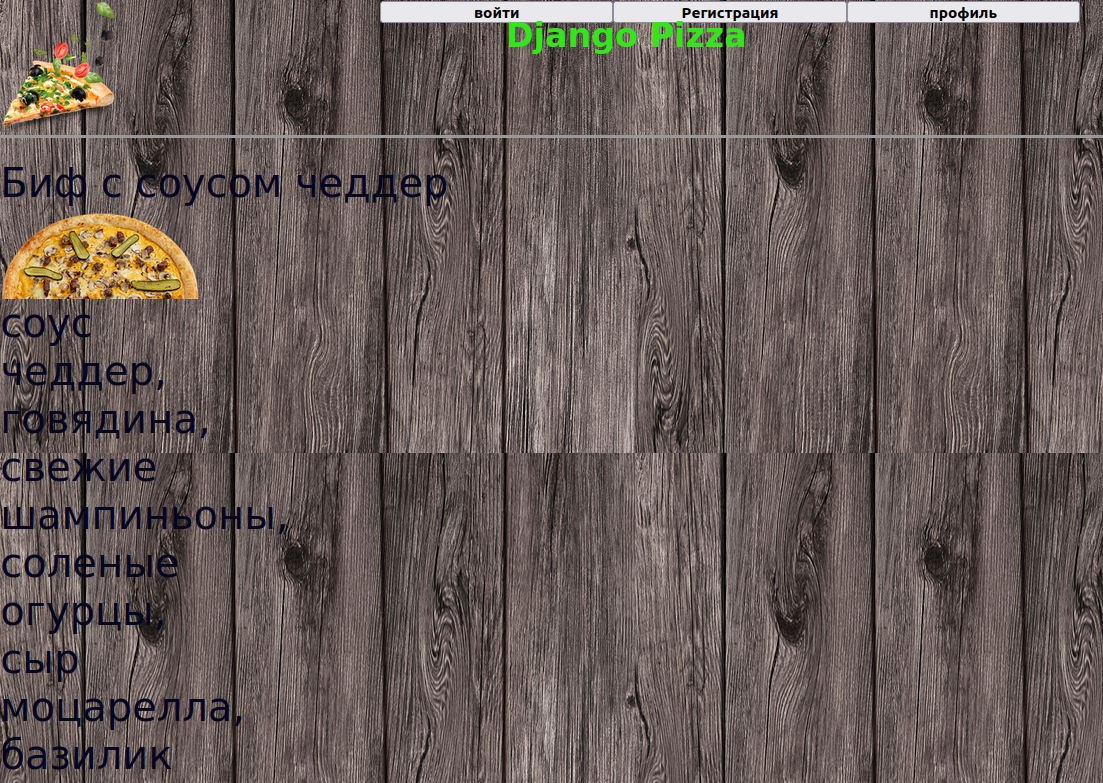 войти Регистрация профиль
Django Pizza
Биф с соусом чеддер
соус
чеддер,
говядина,
свежие
шампиньоны,
соленые
огурцы,
сыр
моцарелла,
базилик